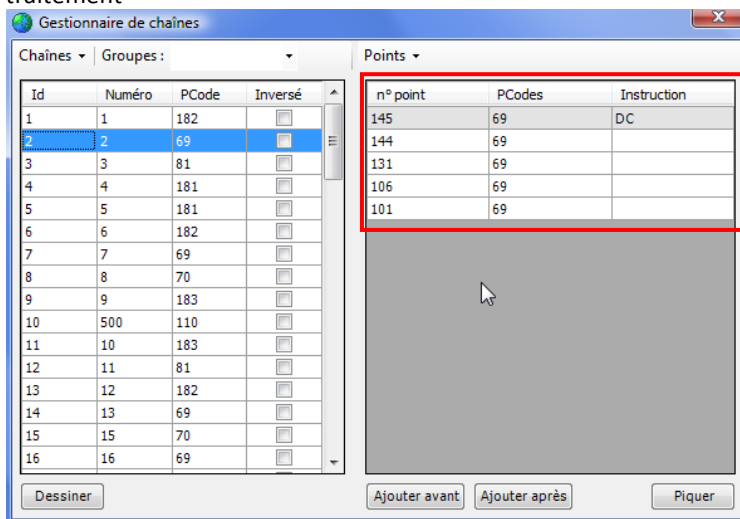 traitement
Gestionnaire de chaînes
Chaînes Groupes : Points
Id Numéro PCode Inversé n° point PCodes Instruction
1 1 182 145 69 DC
2 2 69 144 69
3 3 81 131 69
4 4 181 106 69
5 5 181 101 69
6 6 182
7 7 69
8 8 70
9 9 183
10 500 110
11 10 183
12 11 81
13 12 182
14 13 69
15 15 70
16 16 69
Dessiner Ajouter avant Ajouter après Piquer